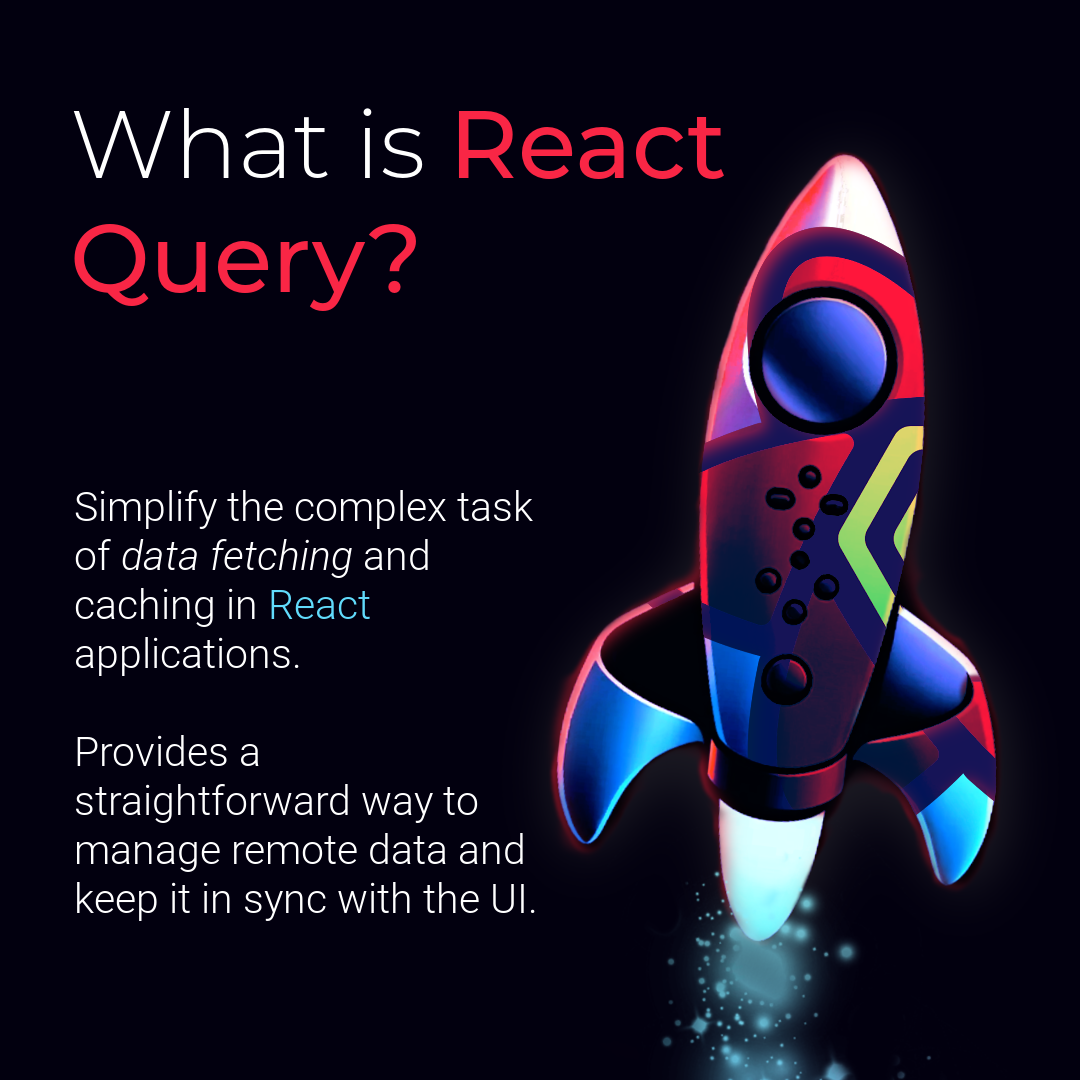 What is React
Query?
Simplify the complex task
of data fetching and
caching in React
applications.
Provides a
straightforward way to
manage remote data and
keep it in sync with the UI.